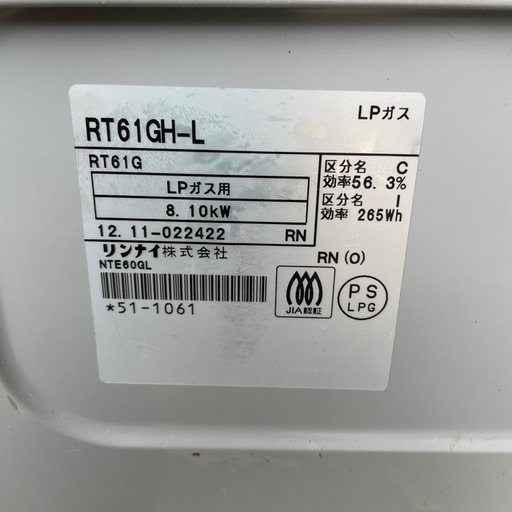 LPガス
RT61GH-L
RT61G
LPガス用
8.10kW
12.11-022422 RN
区分名 C
効率56.3%
区分名 I
効率 265Wh
リンナイ株式会社
NTE60GL
RN(O)
*51-1061
JIA認証
PS
LPG